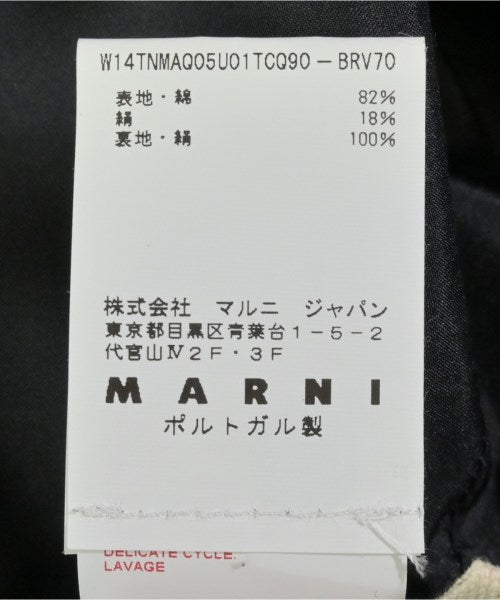 W14TNMAQ05U01TCQ90-BRV70
表地・綿 82%
絹 18%
裏地・絹 100%
株式会社 マルニ ジャパン
東京都目黒区青葉台1-5-2
代官山Ⅳ2F・3F
MARNI
ポルトガル製
DELICATE CYCLE.
LAVAGE